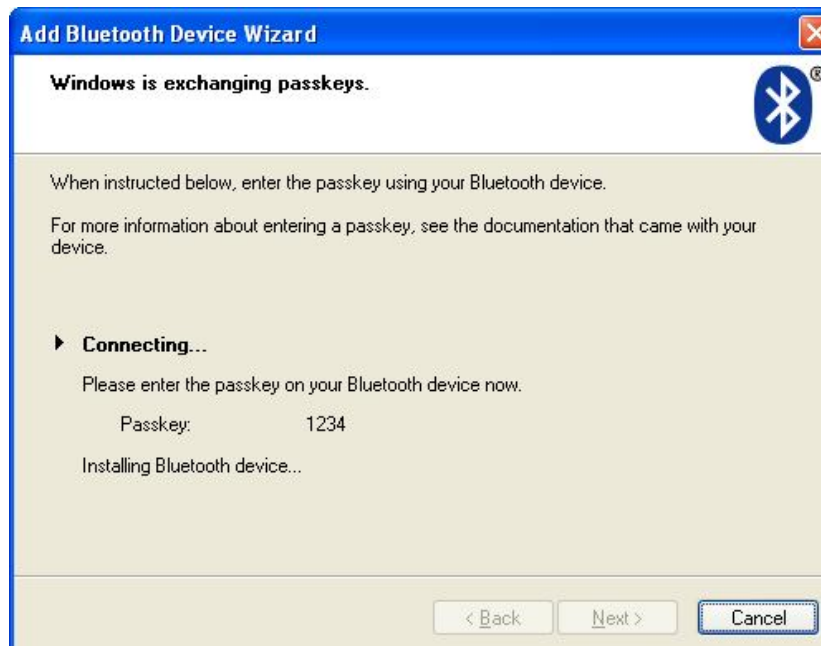 Add Bluetooth Device Wizard
Windows is exchanging passkeys.
®
When instructed below, enter the passkey using your Bluetooth device.
For more information about entering a passkey, see the documentation that came with your
device.
Connecting...
Please enter the passkey on your Bluetooth device now.
Passkey: 1234
Installing Bluetooth device...
< Back Next > Cancel